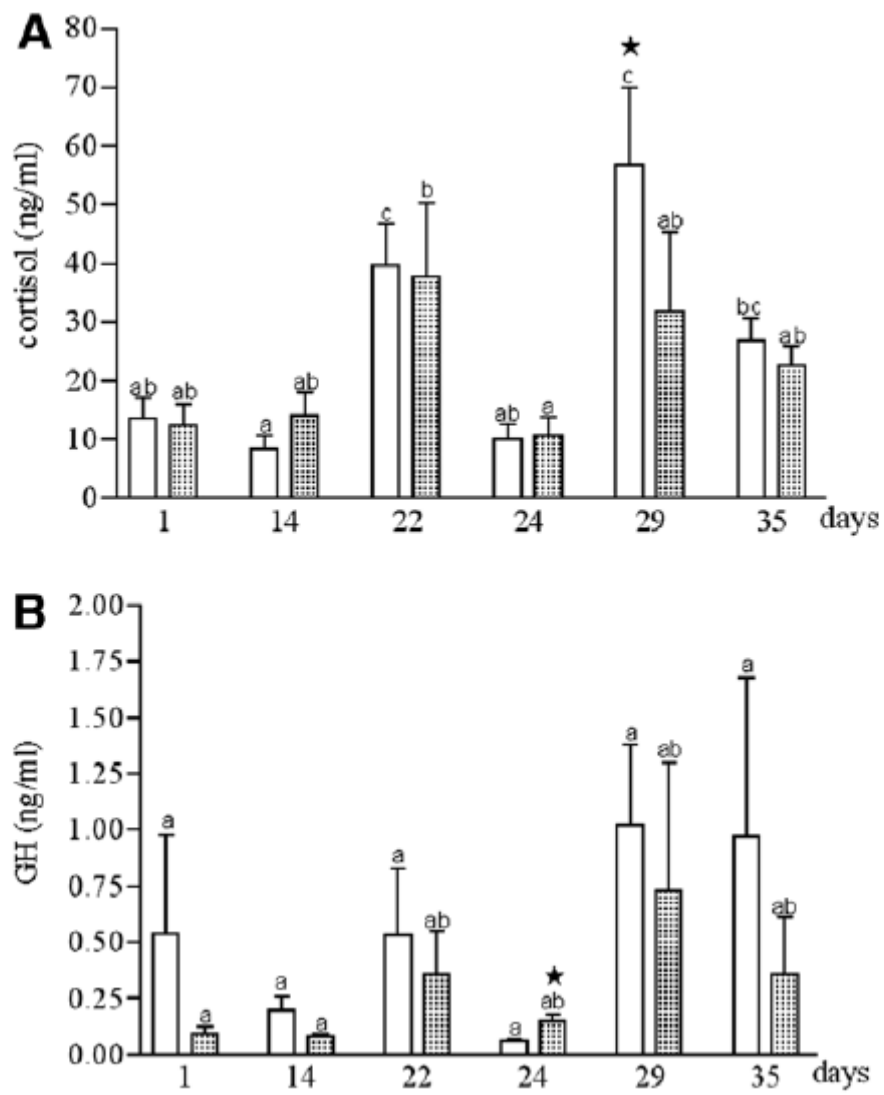 A
cortisol (ng/ml)
80
70
60
50
40
30
20
10
0
ab ab a ab c b ab a ★ c ab bc ab
1 14 22 24 29 35 days
B
GH (ng/ml)
2.00
1.75
1.50
1.25
1.00
0.75
0.50
0.25
0.00
a a a a a ab a ★ ab a ab a ab
1 14 22 24 29 35 days